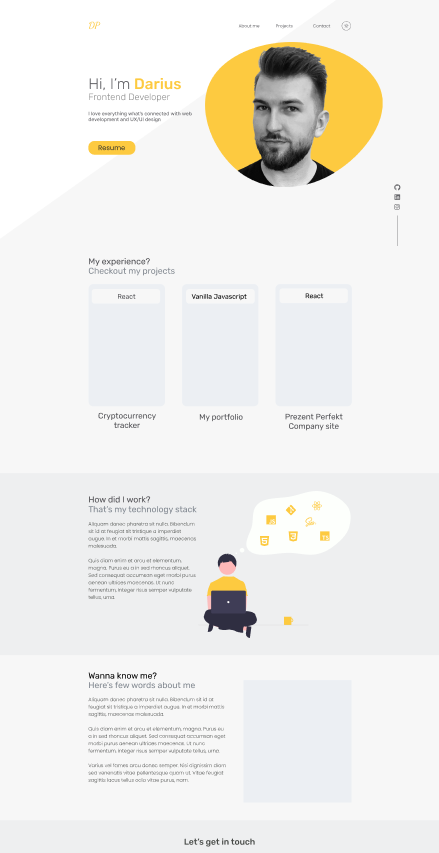 DP
About me Projects Contact
Hi, I'm Darius
Frontend Developer
I love everything what's connected with web
development and UX/UI design
Resume
My experience?
Checkout my projects
React Vanilla Javascript React
Cryptocurrency
tracker
My portfolio
Prezent Perfekt
Company site
How did I work?
That's my technology stack
Aliquam donec pharetra sit nulla. Bibendum
ut id at feugiat sit tristique a imperdiet
augue. In et morbi mattis sagittis, maecenas
malesuada.
Quis diam enim et arcu et elementum,
magna. Purus eu a in sed rhoncus aliquet.
Sed consequat accumsan eget morbi purus
aenean ultrices maecenas. Ut nunc
fermentum, integer risus semper vulputate
tellus, urna.
Wanna know me?
Here's few words about me
Aliquam donec pharetra sit nulla. Bibendum ut id at
feugiat sit tristique a imperdiet augue. In et morbi mattis
sagittis, maecenas malesuada.
Quis diam enim et arcu et elementum, magna. Purus eu
a in sed rhoncus aliquet. Sed consequat accumsan eget
morbi purus aenean ultrices maecenas. Ut nunc
fermentum, integer risus semper vulputate tellus, urna.
Varius vel fames arcu donec semper. Nisi dignissim diam
sed venenatis vitae pellentesque quam ut. Vitae feugiat
sagittis lacus tellus odio vitae purus, nam.
Let's get in touch